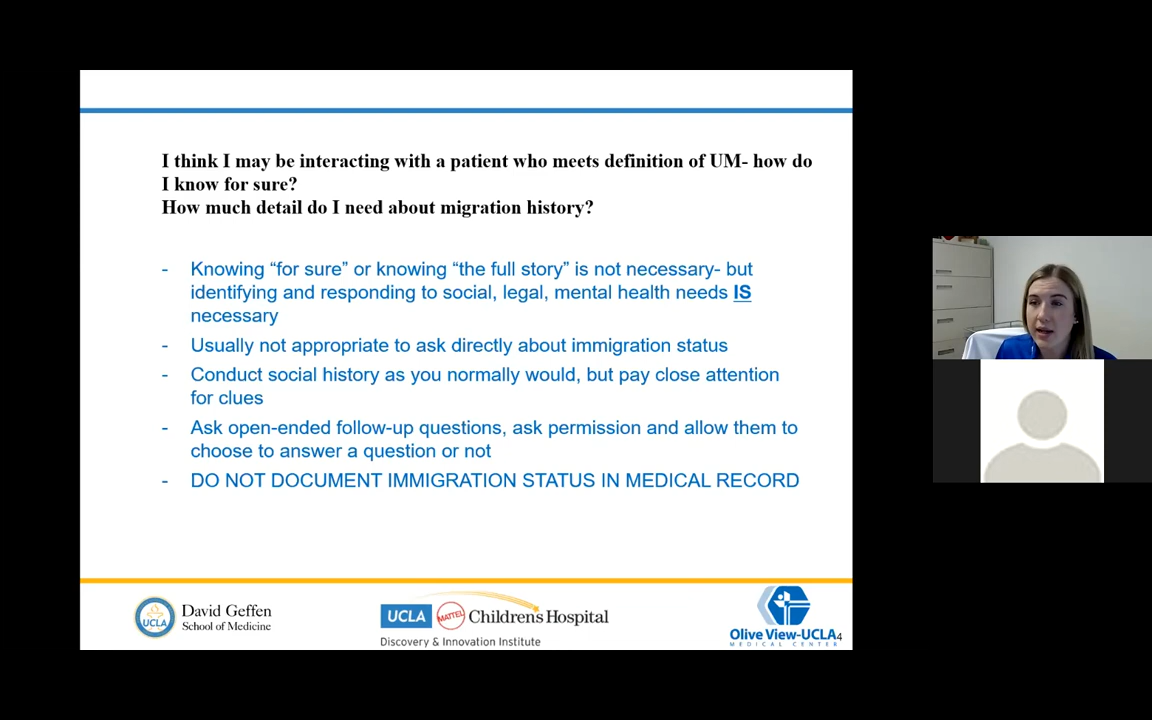 I think I may be interacting with a patient who meets definition of UM- how do
I know for sure?
How much detail do I need about migration history?
- Knowing “for sure” or knowing “the full story” is not necessary- but
identifying and responding to social, legal, mental health needs IS
necessary
- Usually not appropriate to ask directly about immigration status
- Conduct social history as you normally would, but pay close attention
for clues
- Ask open-ended follow-up questions, ask permission and allow them to
choose to answer a question or not
- DO NOT DOCUMENT IMMIGRATION STATUS IN MEDICAL RECORD
UCLA
David Geffen
School of Medicine
UCLA MATTEL Children's Hospital
Discovery & Innovation Institute
Olive View-UCLA
MEDICAL CENTER
4